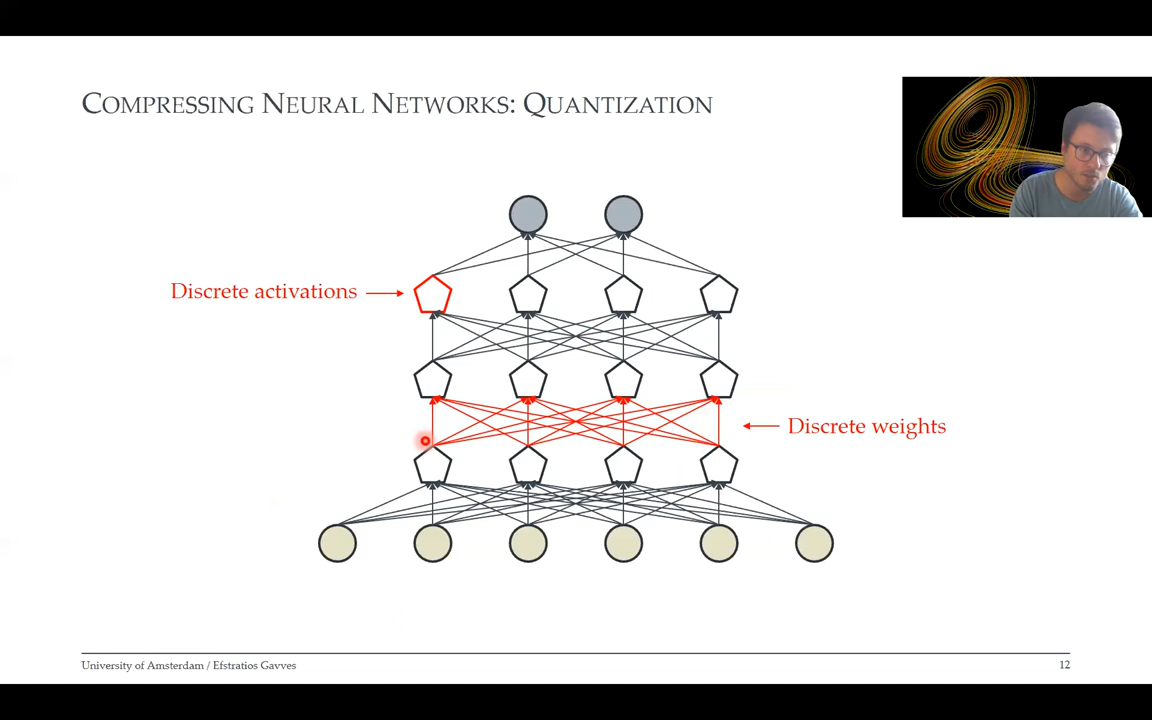 COMPRESSING NEURAL NETWORKS: QUANTIZATION
Discrete activations
Discrete weights
University of Amsterdam / Efstratios Gavves
12